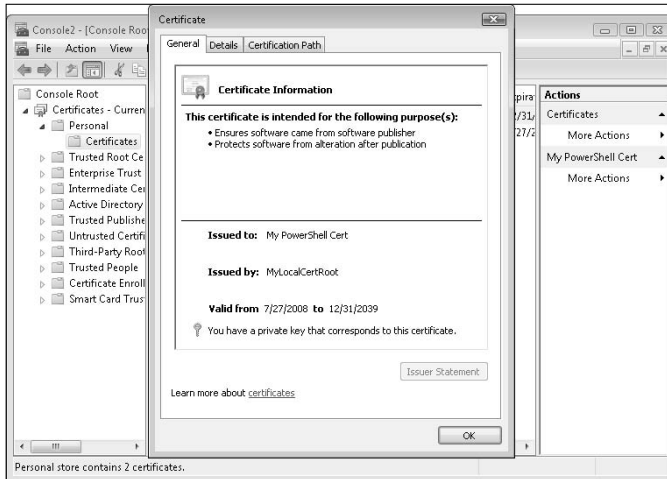 Console2 - [Console Roo
File Action View
Console Root
Certificates - Curren
Personal
Certificates
Trusted Root Ce
Enterprise Trust
Intermediate Cer
Active Directory
Trusted Publishe
Untrusted Certifi
Third-Party Root
Trusted People
Certificate Enroll
Smart Card Trus
Certificate
General
Details
Certification Path
Certificate Information
This certificate is intended for the following purpose(s):
• Ensures software came from software publisher
• Protects software from alteration after publication
Issued to: My PowerShell Cert
Issued by: MyLocalCertRoot
Valid from 7/27/2008 to 12/31/2039
You have a private key that corresponds to this certificate.
Issuer Statement
Learn more about certificates
OK
Actions
Certificates
More Actions
My PowerShell Cert
More Actions
Personal store contains 2 certificates.